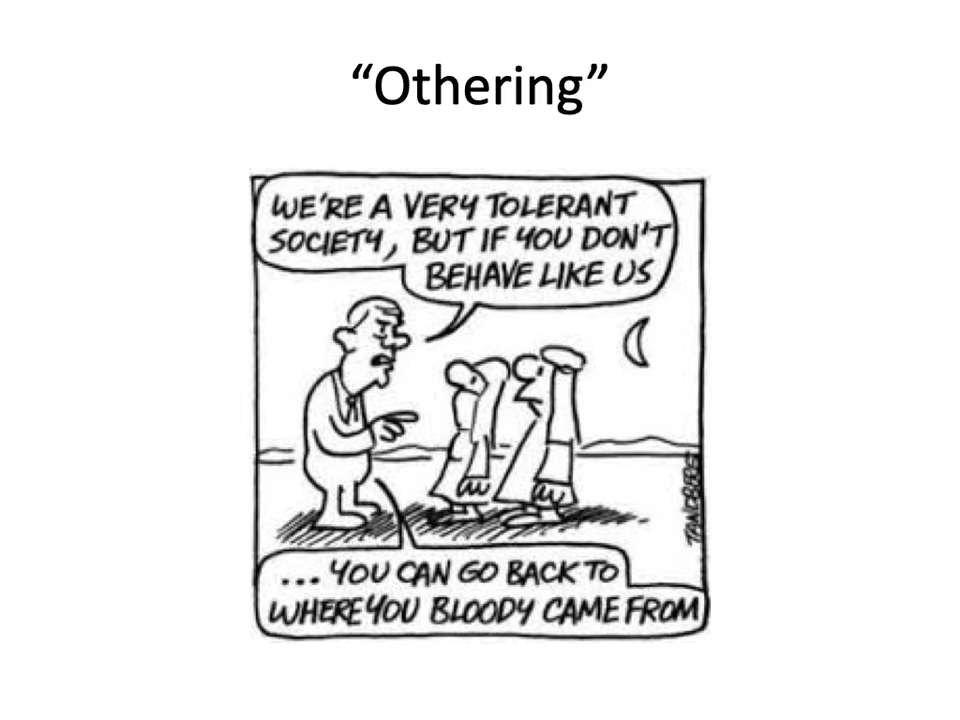 “Othering”
WE'RE A VERY TOLERANT
SOCIETY, BUT IF YOU DON'T
BEHAVE LIKE US
... YOU CAN GO BACK TO
WHERE YOU BLOODY CAME FROM